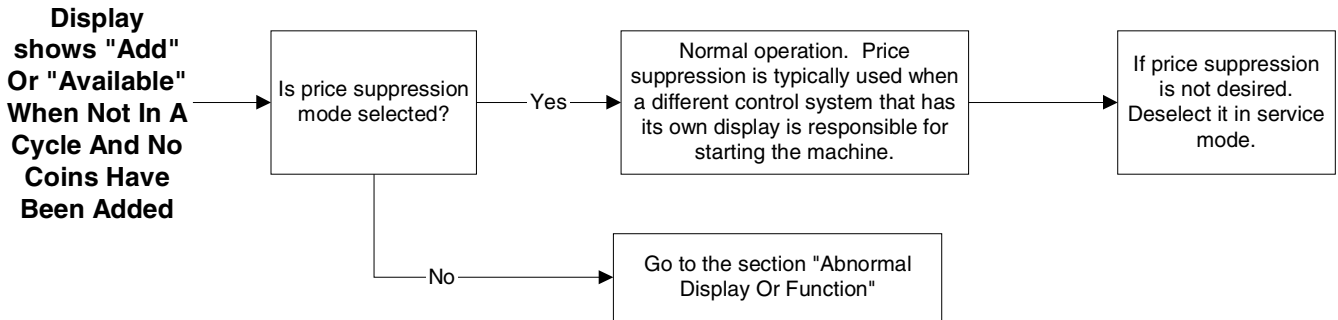 Display
shows "Add"
Or "Available"
When Not In A
Cycle And No
Coins Have
Been Added
Is price suppression
mode selected?
Yes
Normal operation.  Price
suppression is typically used when
a different control system that has
its own display is responsible for
starting the machine.
If price suppression
is not desired.
Deselect it in service
mode.
No
Go to the section "Abnormal
Display Or Function"